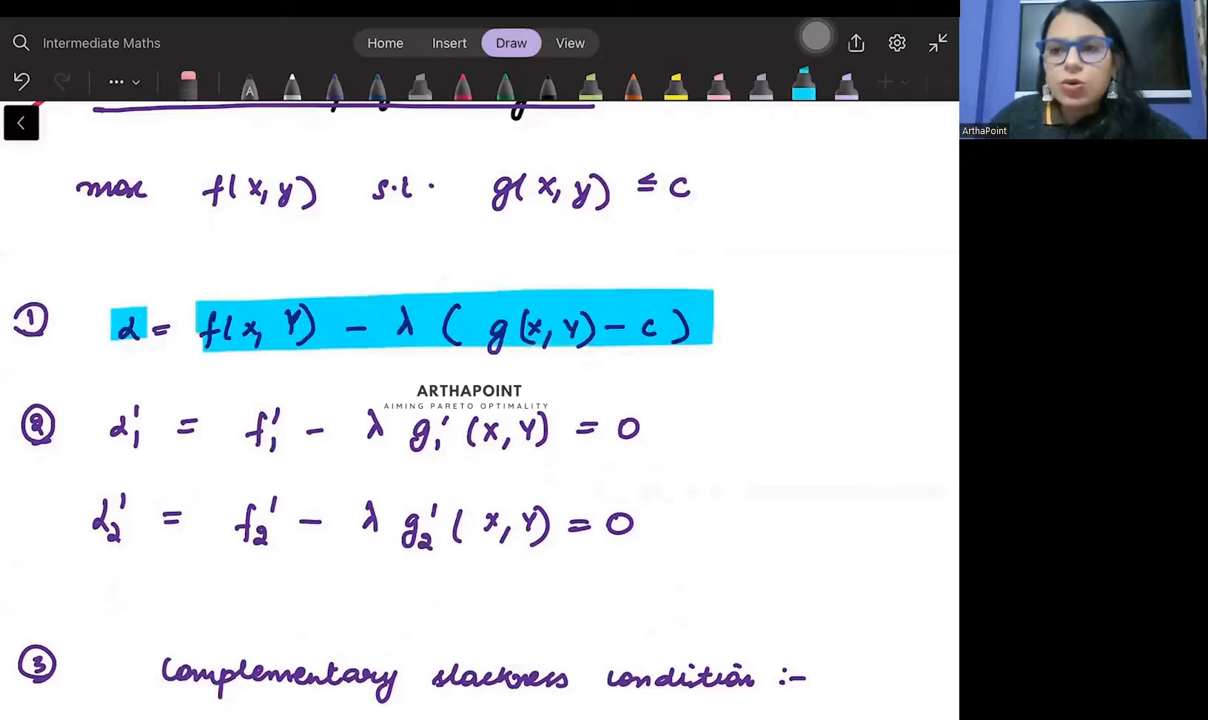 Intermediate Maths
Home Insert Draw View
ArthaPoint
max f(x, y) s.t. g(x, y) ≤ c
① L = f(x, Y) - λ ( g(x, Y) - c )
ARTHAPOINT
AIMING PARETO OPTIMALITY
② L₁' = f₁' - λ g₁' (x, Y) = 0
L₂' = f₂' - λ g₂' ( x, Y) = 0
③ Complementary slackness condition :-